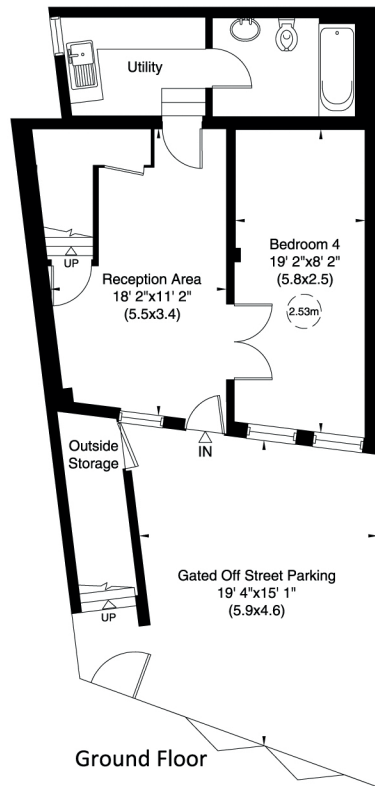 Utility
Bedroom 4
19' 2"x8' 2"
(5.8x2.5)
2.53m
UP
Reception Area
18' 2"x11' 2"
(5.5x3.4)
Outside
Storage
IN
Gated Off Street Parking
19' 4"x15' 1"
(5.9x4.6)
UP
Ground Floor